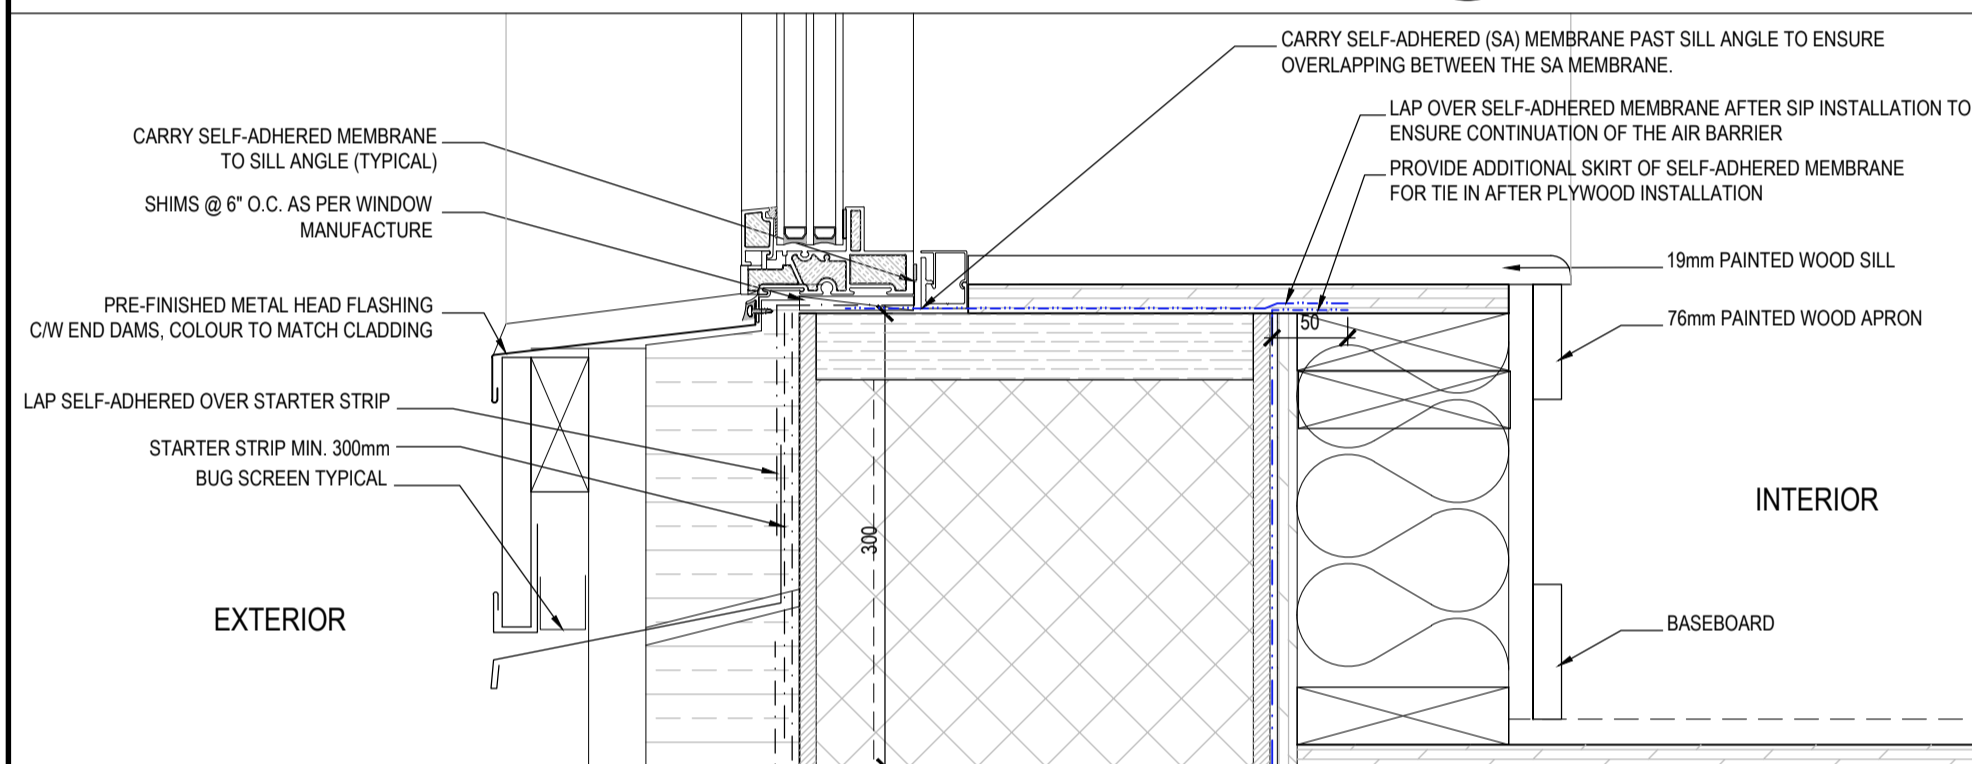 CARRY SELF-ADHERED (SA) MEMBRANE PAST SILL ANGLE TO ENSURE
OVERLAPPING BETWEEN THE SA MEMBRANE.
LAP OVER SELF-ADHERED MEMBRANE AFTER SIP INSTALLATION TO
ENSURE CONTINUATION OF THE AIR BARRIER
PROVIDE ADDITIONAL SKIRT OF SELF-ADHERED MEMBRANE
FOR TIE IN AFTER PLYWOOD INSTALLATION
CARRY SELF-ADHERED MEMBRANE
TO SILL ANGLE (TYPICAL)
SHIMS @ 6" O.C. AS PER WINDOW
MANUFACTURE
PRE-FINISHED METAL HEAD FLASHING
C/W END DAMS, COLOUR TO MATCH CLADDING
LAP SELF-ADHERED OVER STARTER STRIP
STARTER STRIP MIN. 300mm
BUG SCREEN TYPICAL
EXTERIOR
300
50
19mm PAINTED WOOD SILL
76mm PAINTED WOOD APRON
INTERIOR
BASEBOARD